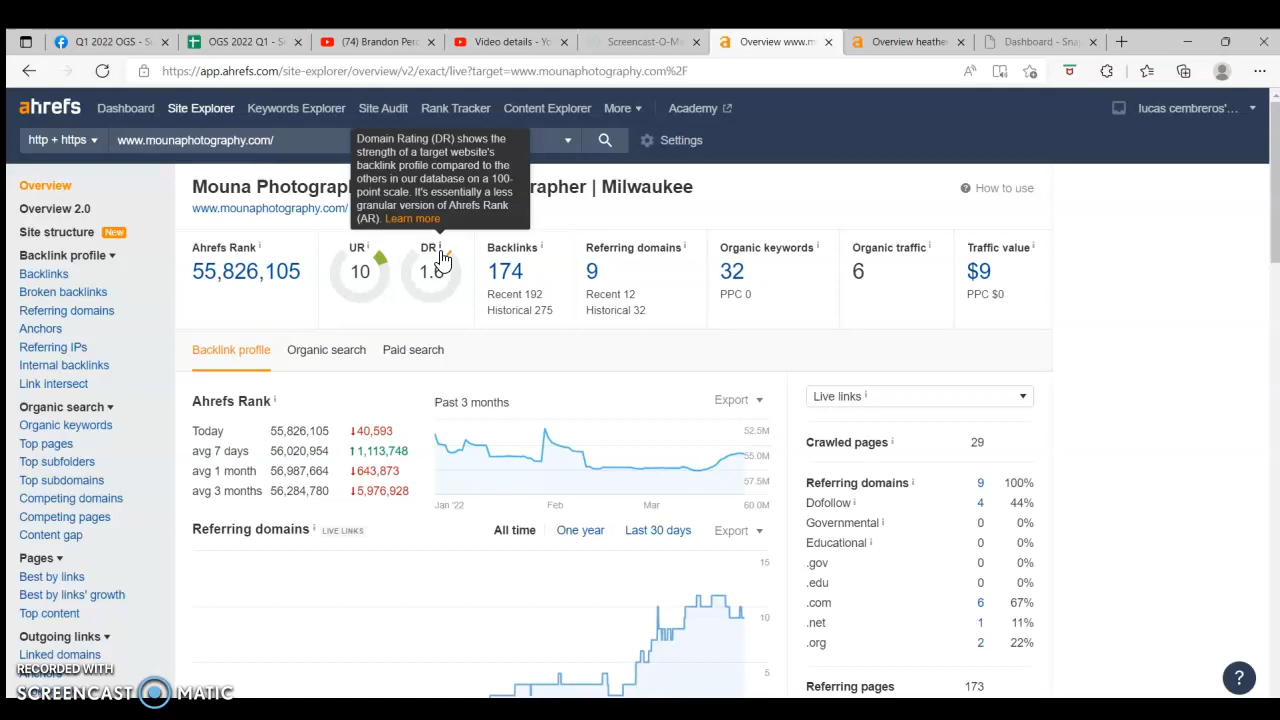 Q1 2022 OGS - S
OGS 2022 Q1 - S
(74) Brandon Per
Video details - Yo
Screencast-O-M
Overview www.m
Overview heathe
Dashboard - Sna
https://app.ahrefs.com/site-explorer/overview/v2/exact/live?target=www.mounaphotography.com%2F
ahrefs Dashboard Site Explorer Keywords Explorer Site Audit Rank Tracker Content Explorer More Academy lucas cembreros'...
http + https www.mounaphotography.com/ Settings
Domain Rating (DR) shows the
strength of a target website's
backlink profile compared to the
others in our database on a 100-
point scale. It's essentially a less
granular version of Ahrefs Rank
(AR). Learn more
Overview
Overview 2.0
Site structure New
Backlink profile
Backlinks
Broken backlinks
Referring domains
Anchors
Referring IPs
Internal backlinks
Link intersect
Organic search
Organic keywords
Top pages
Top subfolders
Top subdomains
Competing domains
Competing pages
Content gap
Pages
Best by links
Best by links' growth
Top content
Outgoing links
Linked domains
Mouna Photograp rapher | Milwaukee
www.mounaphotography.com/
How to use
Ahrefs Rank UR DR Backlinks Referring domains Organic keywords Organic traffic Traffic value
55,826,105 10 174 9 32 6 $9
Recent 192 Recent 12 PPC 0 PPC $0
Historical 275 Historical 32
Backlink profile Organic search Paid search
Ahrefs Rank Past 3 months Export
Today 55,826,105 ↓40,593
avg 7 days 56,020,954 ↑1,113,748
avg 1 month 56,987,664 ↓643,873
avg 3 months 56,284,780 ↓5,976,928
52.5M
55.0M
57.5M
60.0M
Jan '22 Feb Mar
Referring domains LIVE LINKS All time One year Last 30 days Export
15
10
5
Live links
Crawled pages 29
Referring domains 9 100%
Dofollow 4 44%
Governmental 0 0%
Educational 0 0%
.gov 0 0%
.edu 0 0%
.com 6 67%
.net 1 11%
.org 2 22%
Referring pages 173
?
RECORDED WITH
SCREENCAST MATIC